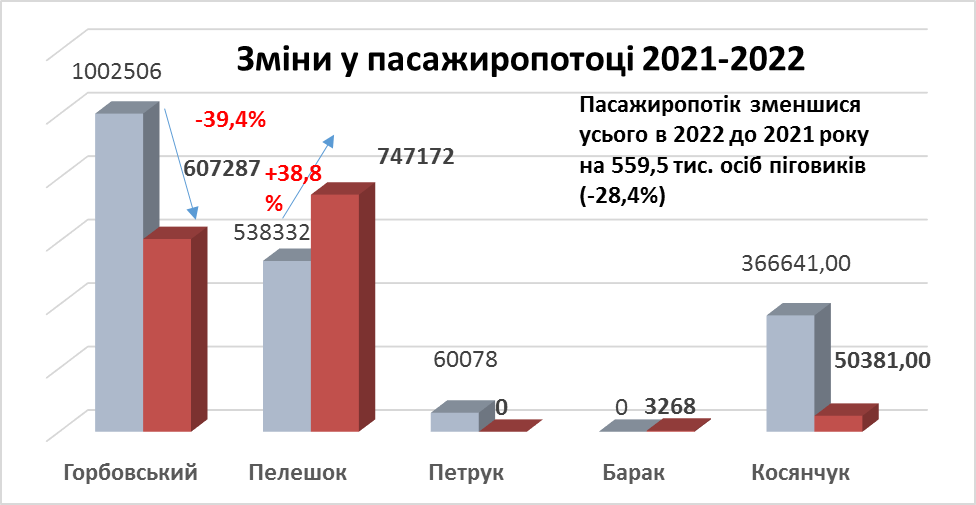 Зміни у пасажиропотоці 2021-2022
Пасажиропотік зменшися
усього в 2022 до 2021 року
на 559,5 тис. осіб піговиків
(-28,4%)
1002506
-39,4%
607287
+38,8
%
747172
538332
60078
0
0
3268
366641,00
50381,00
Горбовський
Пелешок
Петрук
Барак
Косянчук